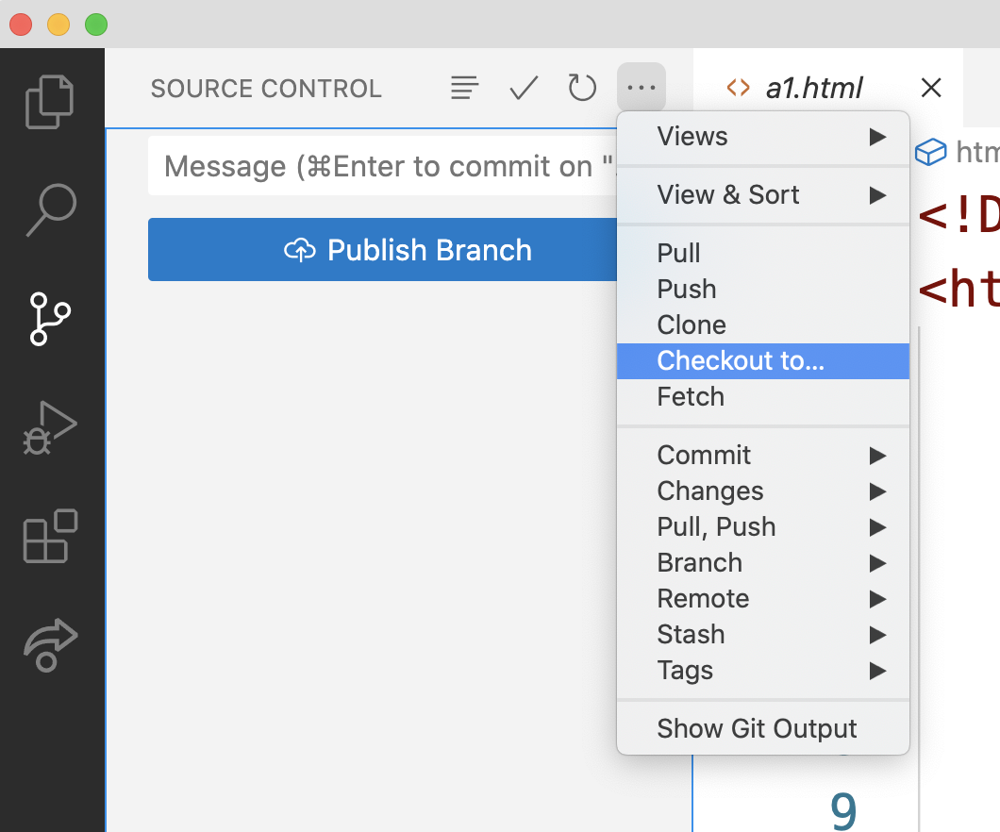 SOURCE CONTROL
a1.html
Message (⌘Enter to commit on "
Publish Branch
Views
View & Sort
Pull
Push
Clone
Checkout to...
Fetch
Commit
Changes
Pull, Push
Branch
Remote
Stash
Tags
Show Git Output
htm
<!D
<ht
9